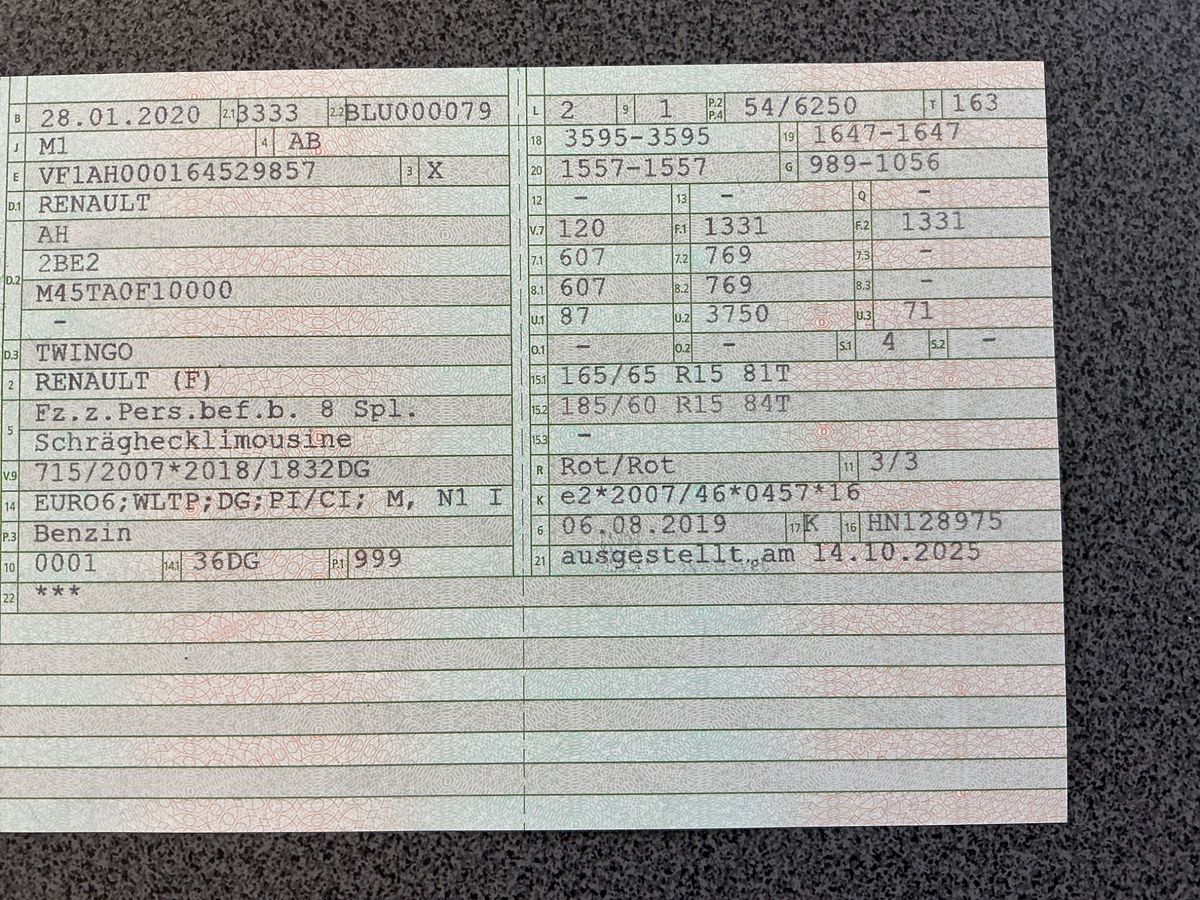 B 28.01.2020 2.1 3333 2.2 BLU000079
J M1 4 AB
E VF1AH000164529857 3 X
D.1 RENAULT
AH
D.2 2BE2
M45TA0F10000
–
D.3 TWINGO
2 RENAULT (F)
5 Fz.z.Pers.bef.b. 8 Spl.
Schräghecklimousine
V.9 715/2007*2018/1832DG
14 EURO6;WLTP;DG;PI/CI; M, N1 I
P.3 Benzin
10 0001 14.1 36DG P.1 999
22 ***
L 2 9 1 P.2 P.4 54/6250 T 163
18 3595-3595 19 1647-1647
20 1557-1557 G 989-1056
12 – 13 – Q –
V.7 120 F.1 1331 F.2 1331
7.1 607 7.2 769 7.3 –
8.1 607 8.2 769 8.3 –
U.1 87 U.2 3750 U.3 71
O.1 – O.2 – S.1 4 S.2 –
15.1 165/65 R15 81T
15.2 185/60 R15 84T
15.3 –
R Rot/Rot 11 3/3
K e2*2007/46*0457*16
6 06.08.2019 17 K 16 HN128975
21 ausgestellt am 14.10.2025